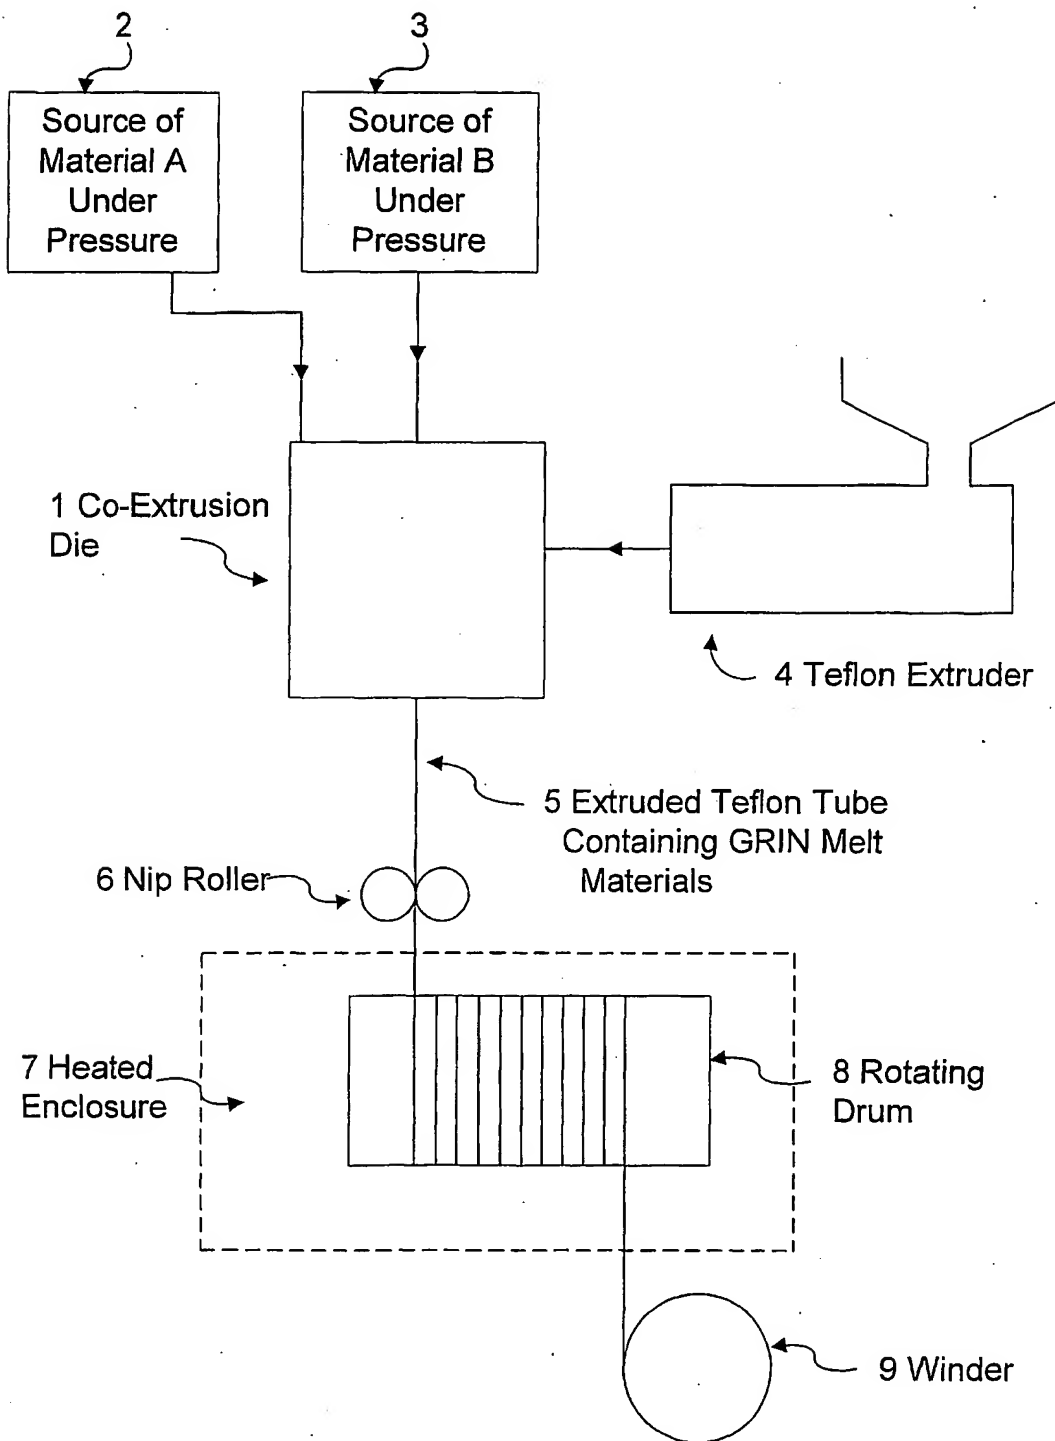 2
3
Source of
Material A
Under
Pressure
Source of
Material B
Under
Pressure
1 Co-Extrusion
Die
4 Teflon Extruder
5 Extruded Teflon Tube
Containing GRIN Melt
Materials
6 Nip Roller
7 Heated
Enclosure
8 Rotating
Drum
9 Winder